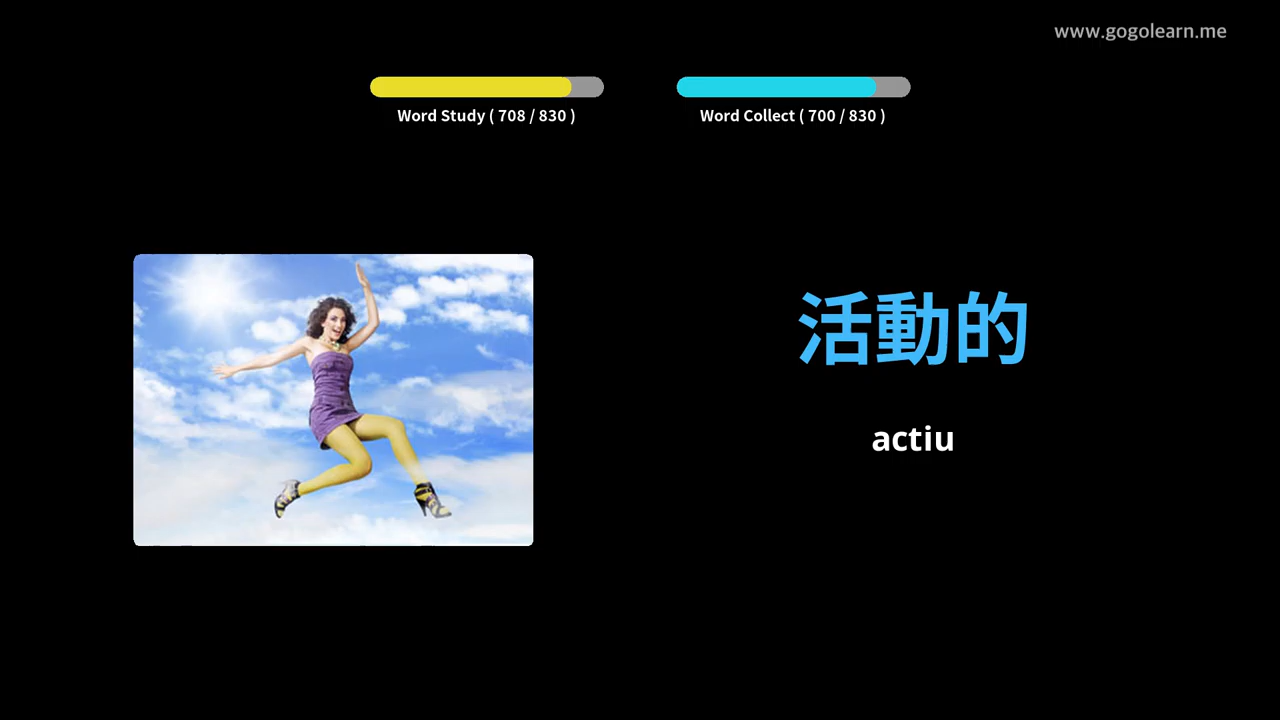 www.gogolearn.me
Word Study ( 708 / 830 )
Word Collect ( 700 / 830 )
活動的
actiu